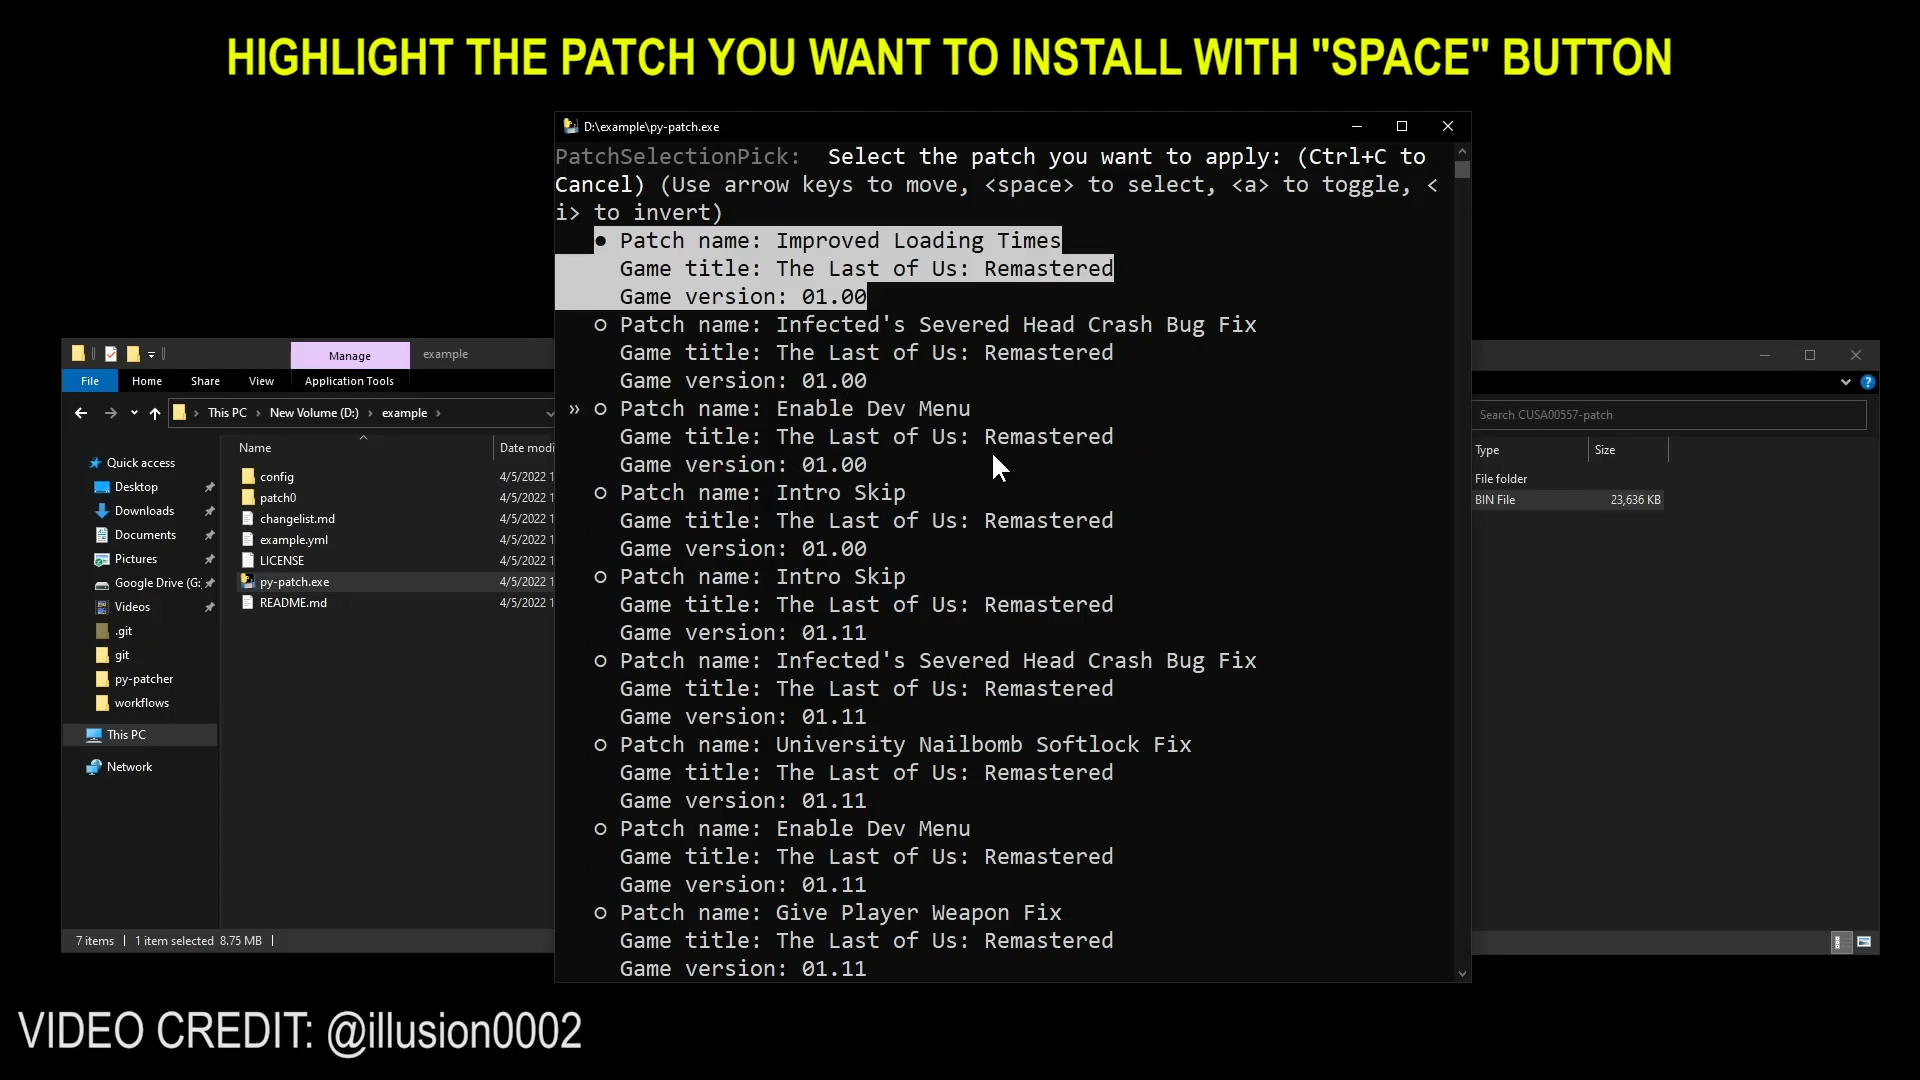 HIGHLIGHT THE PATCH YOU WANT TO INSTALL WITH "SPACE" BUTTON
D:\example\py-patch.exe
PatchSelectionPick:  Select the patch you want to apply: (Ctrl+C to
Cancel) (Use arrow keys to move, <space> to select, <a> to toggle, <
i> to invert)
● Patch name: Improved Loading Times
Game title: The Last of Us: Remastered
Game version: 01.00
○ Patch name: Infected's Severed Head Crash Bug Fix
Game title: The Last of Us: Remastered
Game version: 01.00
» ○ Patch name: Enable Dev Menu
Game title: The Last of Us: Remastered
Game version: 01.00
○ Patch name: Intro Skip
Game title: The Last of Us: Remastered
Game version: 01.00
○ Patch name: Intro Skip
Game title: The Last of Us: Remastered
Game version: 01.11
○ Patch name: Infected's Severed Head Crash Bug Fix
Game title: The Last of Us: Remastered
Game version: 01.11
○ Patch name: University Nailbomb Softlock Fix
Game title: The Last of Us: Remastered
Game version: 01.11
○ Patch name: Enable Dev Menu
Game title: The Last of Us: Remastered
Game version: 01.11
○ Patch name: Give Player Weapon Fix
Game title: The Last of Us: Remastered
Game version: 01.11
Manage example
File Home Share View Application Tools
This PC › New Volume (D:) › example ›
Name Date modi
Quick access
Desktop
Downloads
Documents
Pictures
Google Drive (G:
Videos
.git
git
py-patcher
workflows
This PC
Network
config 4/5/2022 1
patch0 4/5/2022 1
changelist.md 4/5/2022 1
example.yml 4/5/2022 1
LICENSE 4/5/2022 1
py-patch.exe 4/5/2022 1
README.md 4/5/2022 1
7 items 1 item selected 8.75 MB
Search CUSA00557-patch
Type Size
File folder
BIN File 23,636 KB
VIDEO CREDIT: @illusion0002